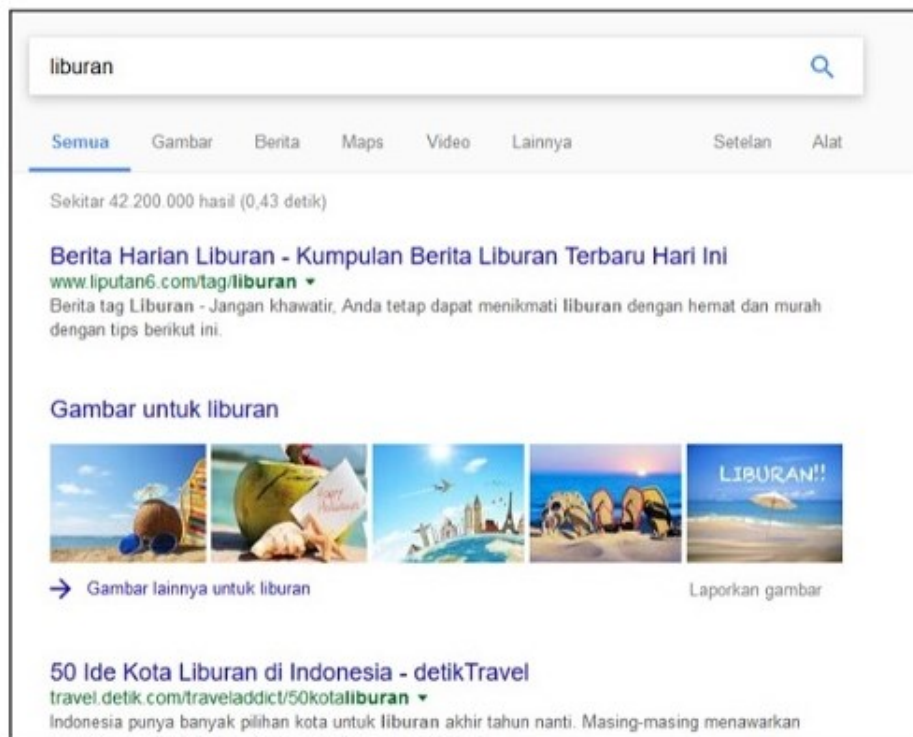 liburan
Semua Gambar Berita Maps Video Lainnya Setelan Alat
Sekitar 42.200.000 hasil (0,43 detik)
Berita Harian Liburan - Kumpulan Berita Liburan Terbaru Hari Ini
www.liputan6.com/tag/liburan
Berita tag Liburan - Jangan khawatir, Anda tetap dapat menikmati liburan dengan hemat dan murah
dengan tips berikut ini.
Gambar untuk liburan
Happy
Holidays
LIBURAN!!
Gambar lainnya untuk liburan Laporkan gambar
50 Ide Kota Liburan di Indonesia - detikTravel
travel.detik.com/traveladdict/50kotaliburan
Indonesia punya banyak pilihan kota untuk liburan akhir tahun nanti. Masing-masing menawarkan